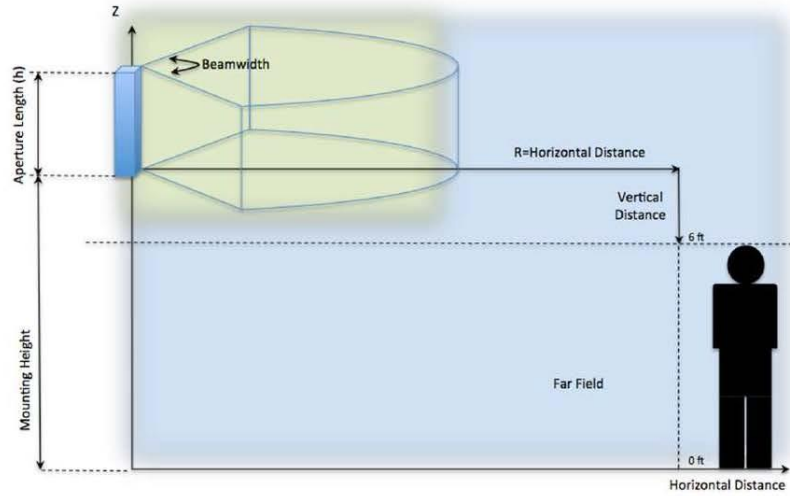 Z
Beamwidth
Aperture Length (h)
R=Horizontal Distance
Vertical
Distance
6 ft
Mounting Height
Far Field
0 ft
Horizontal Distance